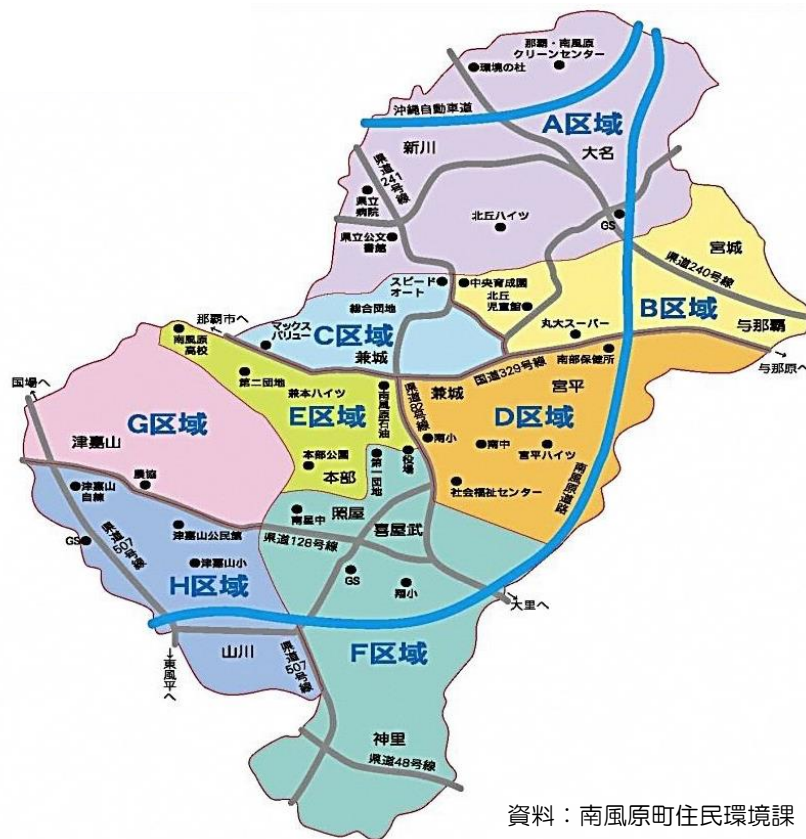 那覇・南風原
クリーンセンター
環境の杜
沖縄自動車道
A区域
大名
新川
県道241号線
県立
病院
北丘ハイツ
GS
県立公文
書館
宮城
県道240号線
スピード
オート
中央育成園
北丘
児童館
総合団地
B区域
那覇市へ
マックス
バリュー
C区域
丸大スーパー
与那覇
南風原
高校
兼城
南部保健所
国道329号線
与那原へ
国場へ
第二団地
兼本ハイツ
南風原石油
県道82号線
兼城
宮平
E区域
D区域
G区域
津嘉山
南小
南中
宮平ハイツ
本部公園
本部
第一団地
役場
農協
津嘉山
自練
社会福祉センター
南風原道路
照屋
南星中
喜屋武
県道507号線
津嘉山公民館
県道128号線
GS
津嘉山小
GS
翔小
H区域
大里へ
山川
県道507号線
F区域
東風平へ
神里
県道48号線
資料：南風原町住民環境課